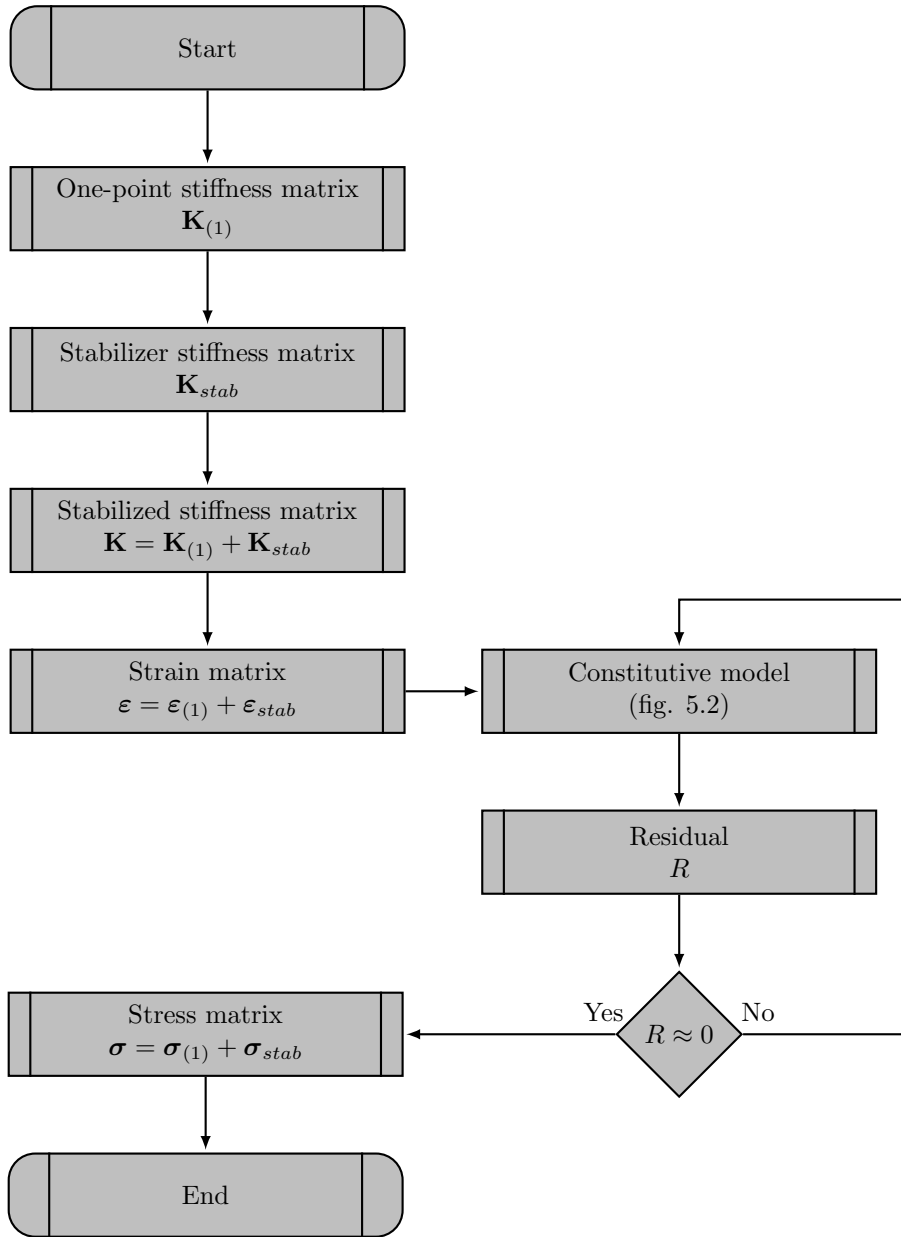 Start
One-point stiffness matrix
K(1)
Stabilizer stiffness matrix
Kstab
Stabilized stiffness matrix
K = K(1) + Kstab
Strain matrix
ε = ε(1) + εstab
Constitutive model
(fig. 5.2)
Residual
R
Yes
R ≈ 0
No
Stress matrix
σ = σ(1) + σstab
End